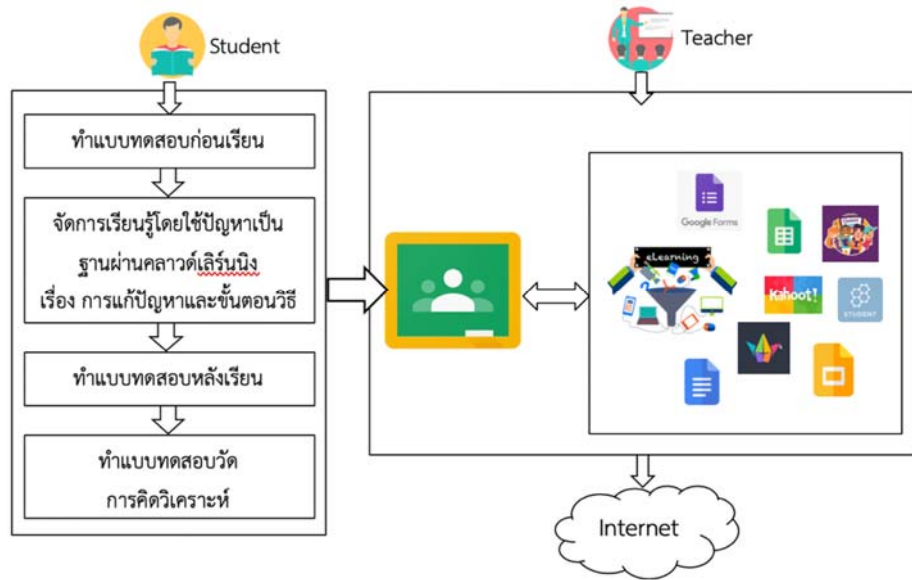 Student
Teacher
ทำแบบทดสอบก่อนเรียน
จัดการเรียนรู้โดยใช้ปัญหาเป็น
ฐานผ่านคลาวด์เลิร์นนิง
เรื่อง การแก้ปัญหาและขั้นตอนวิธี
ทำแบบทดสอบหลังเรียน
ทำแบบทดสอบวัด
การคิดวิเคราะห์
Google Forms
eLearning
Kahoot!
STUDENT
Internet